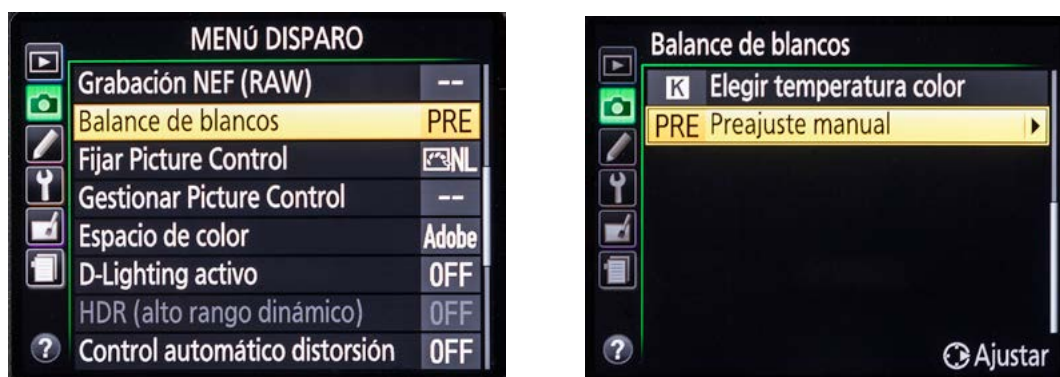 MENÚ DISPARO
Grabación NEF (RAW) --
Balance de blancos PRE
Fijar Picture Control NL
Gestionar Picture Control --
Espacio de color Adobe
D-Lighting activo OFF
HDR (alto rango dinámico) OFF
? Control automático distorsión OFF
Balance de blancos
K Elegir temperatura color
PRE Preajuste manual
? Ajustar